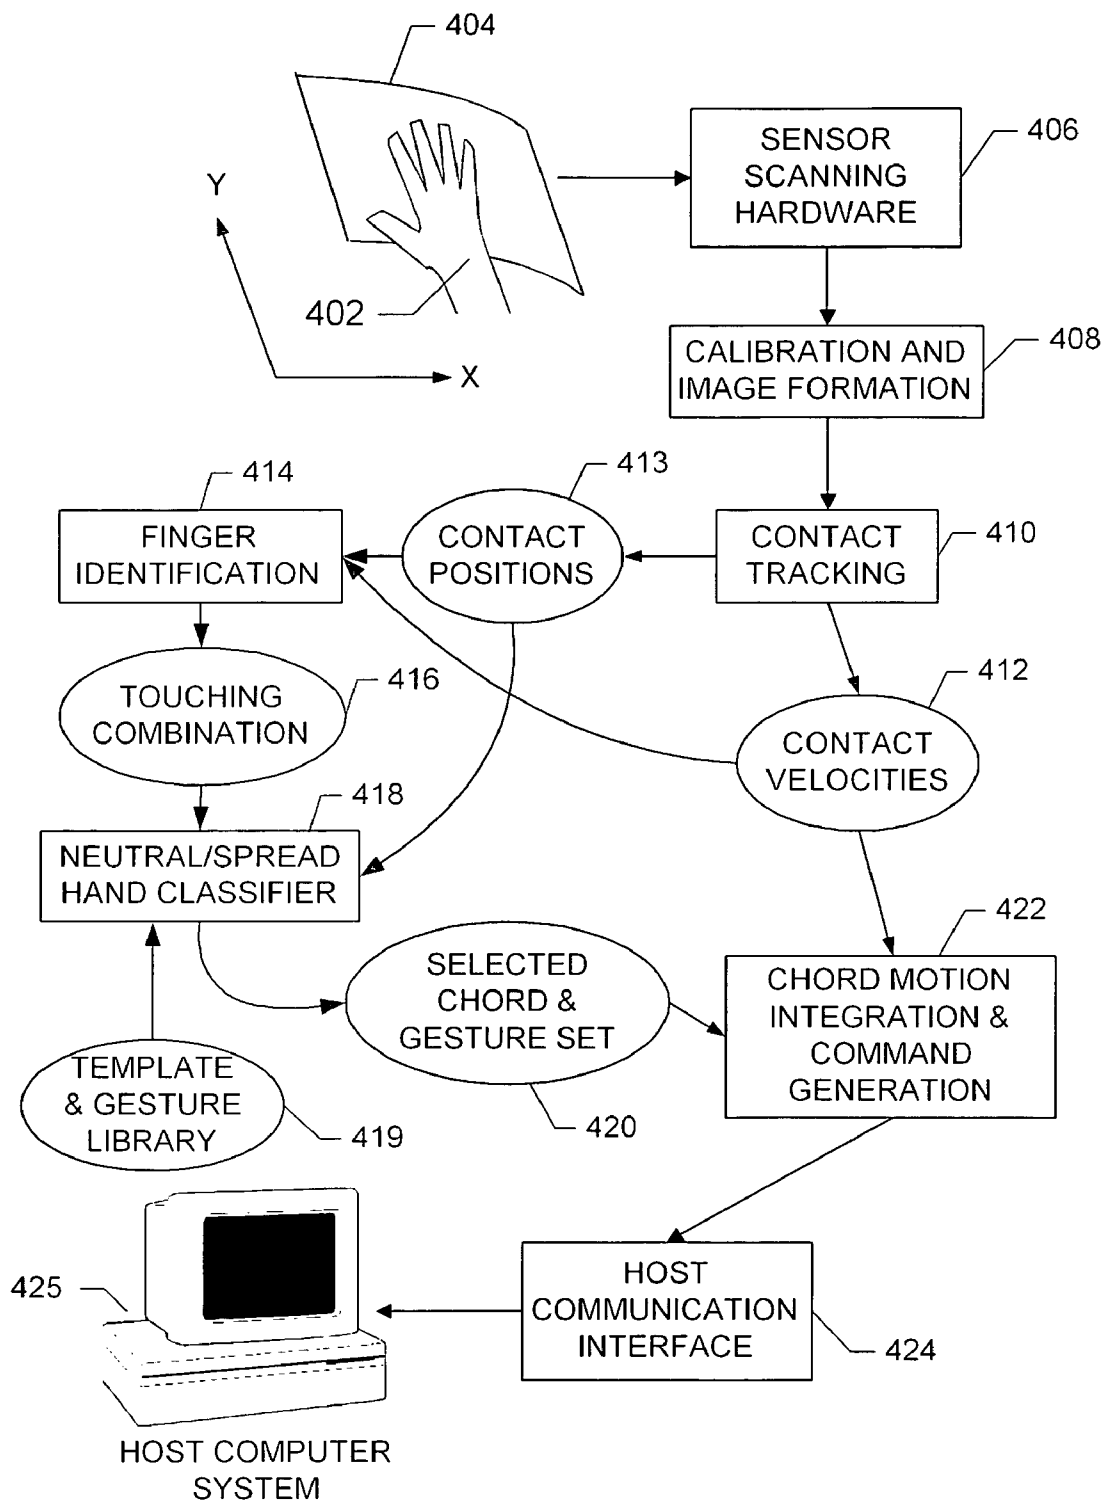 404
SENSOR
SCANNING
HARDWARE
406
Y
402
X
CALIBRATION AND
IMAGE FORMATION
408
414
413
FINGER
IDENTIFICATION
CONTACT
POSITIONS
CONTACT
TRACKING
410
TOUCHING
COMBINATION
416
412
CONTACT
VELOCITIES
418
NEUTRAL/SPREAD
HAND CLASSIFIER
422
SELECTED
CHORD &
GESTURE SET
CHORD MOTION
INTEGRATION &
COMMAND
GENERATION
TEMPLATE
& GESTURE
LIBRARY
419
420
425
HOST
COMMUNICATION
INTERFACE
424
HOST COMPUTER
SYSTEM